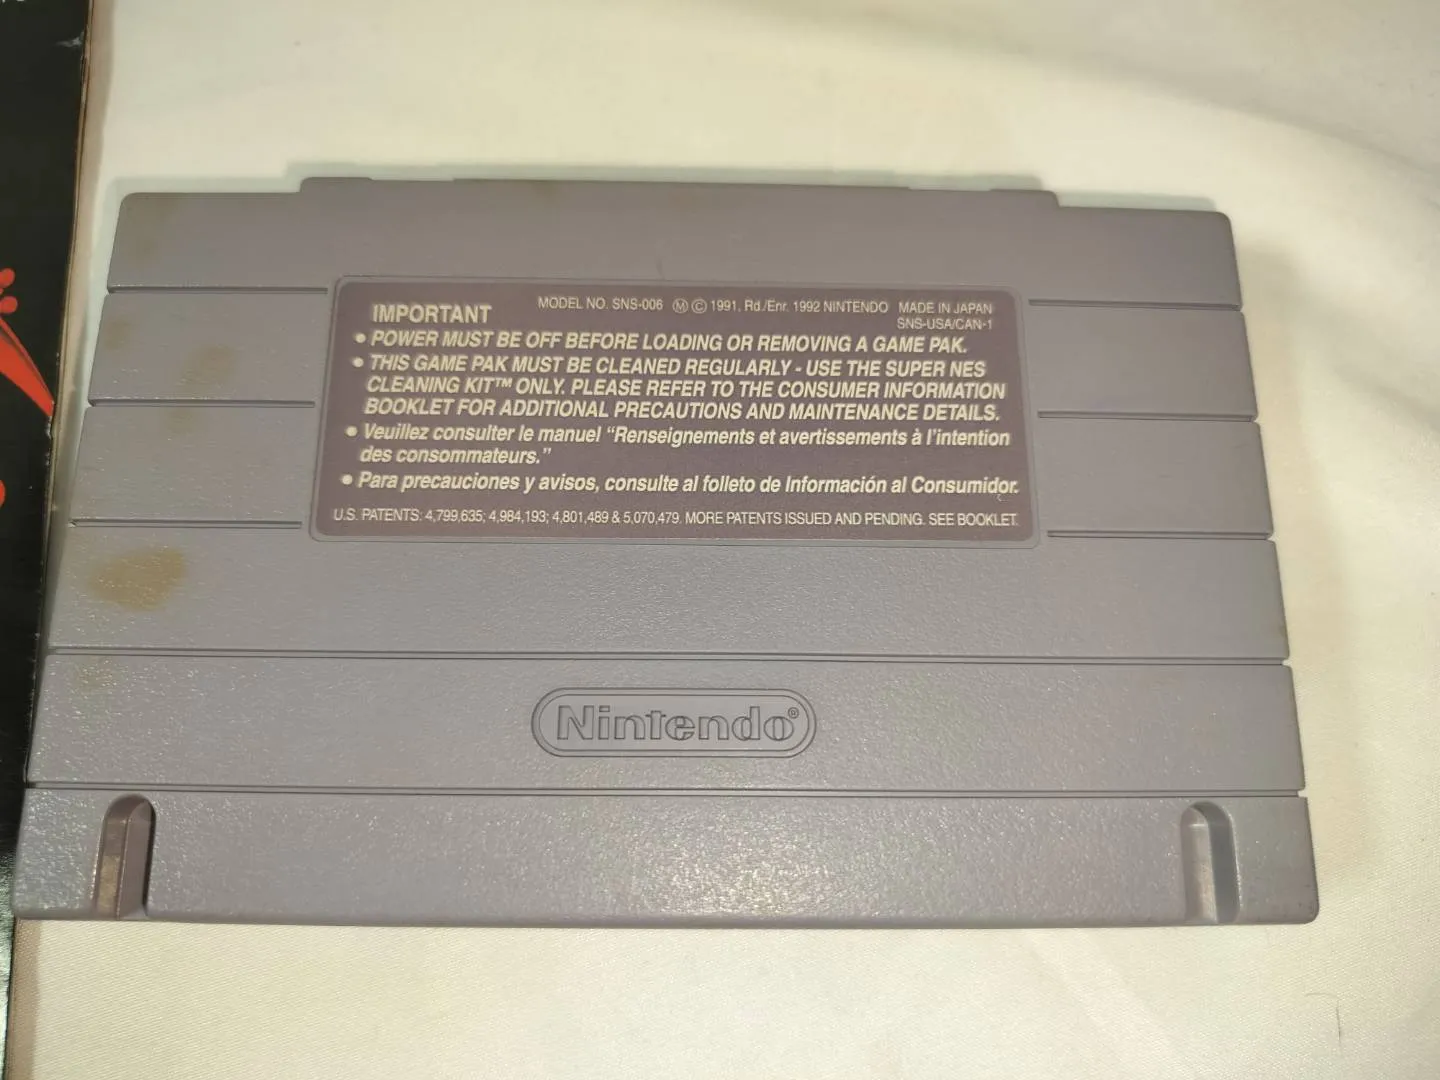 IMPORTANT MODEL NO. SNS-006 Ⓜ © 1991, Rd./Enr. 1992 NINTENDO MADE IN JAPAN
SNS-USA/CAN-1
• POWER MUST BE OFF BEFORE LOADING OR REMOVING A GAME PAK.
• THIS GAME PAK MUST BE CLEANED REGULARLY - USE THE SUPER NES
CLEANING KIT™ ONLY. PLEASE REFER TO THE CONSUMER INFORMATION
BOOKLET FOR ADDITIONAL PRECAUTIONS AND MAINTENANCE DETAILS.
• Veuillez consulter le manuel “Renseignements et avertissements à l'intention
des consommateurs.”
• Para precauciones y avisos, consulte al folleto de Información al Consumidor.
U.S. PATENTS: 4,799,635; 4,984,193; 4,801,489 & 5,070,479. MORE PATENTS ISSUED AND PENDING. SEE BOOKLET.
Nintendo®